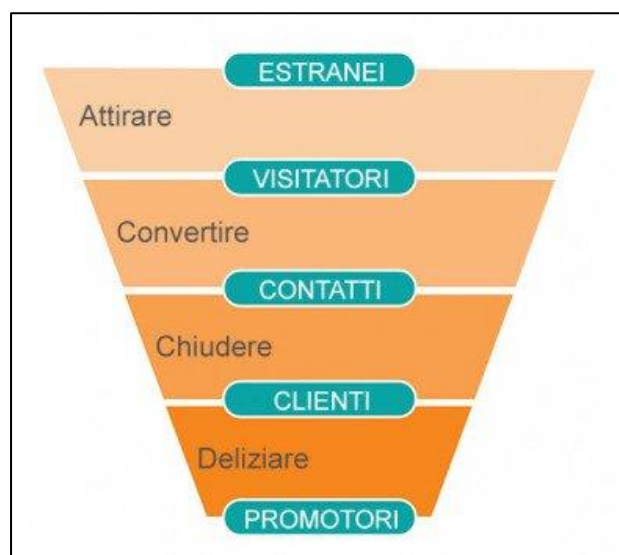 ESTRANEI
Attirare
VISITATORI
Convertire
CONTATTI
Chiudere
CLIENTI
Deliziare
PROMOTORI